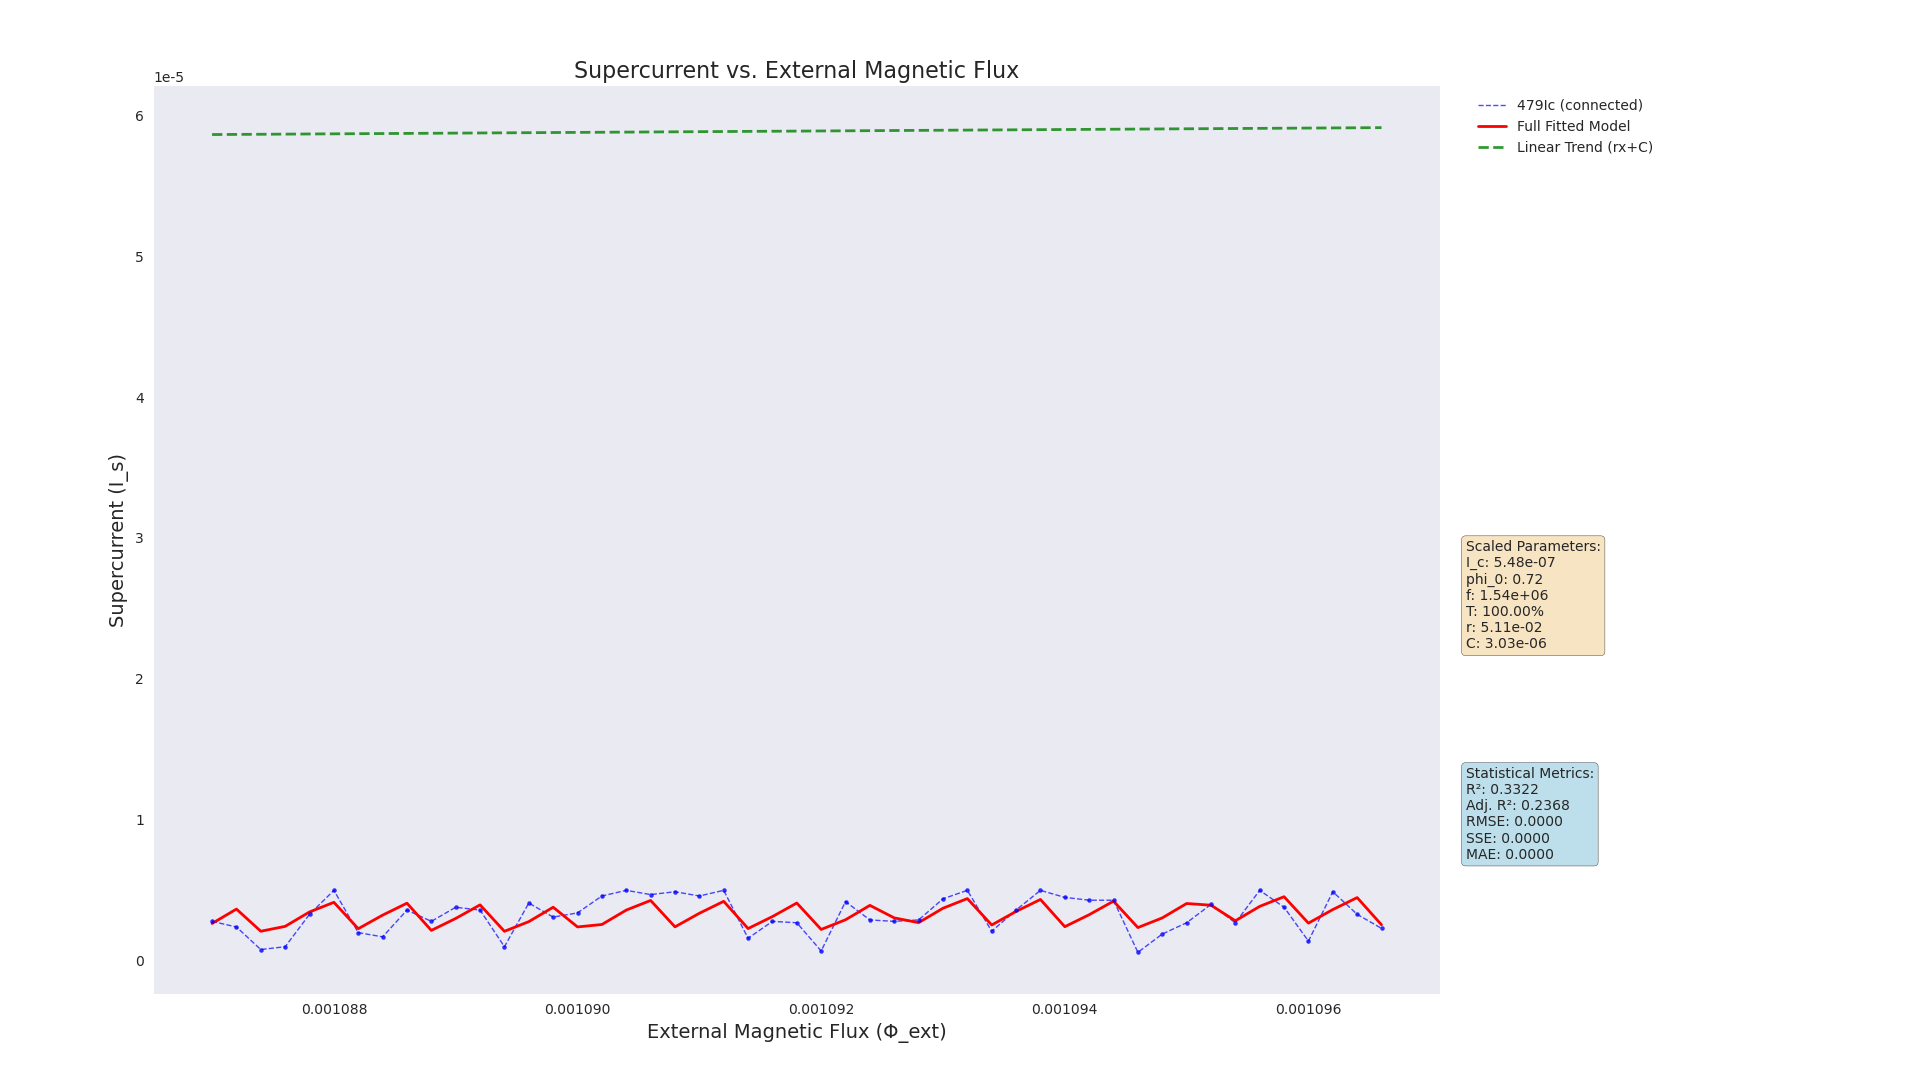 Supercurrent vs. External Magnetic Flux
1e-5
6
5
4
3
2
1
0
Supercurrent (I_s)
0.001088
0.001090
0.001092
0.001094
0.001096
External Magnetic Flux (Φ_ext)
479Ic (connected)
Full Fitted Model
Linear Trend (rx+C)
Scaled Parameters:
I_c: 5.48e-07
phi_0: 0.72
f: 1.54e+06
T: 100.00%
r: 5.11e-02
C: 3.03e-06
Statistical Metrics:
R²: 0.3322
Adj. R²: 0.2368
RMSE: 0.0000
SSE: 0.0000
MAE: 0.0000